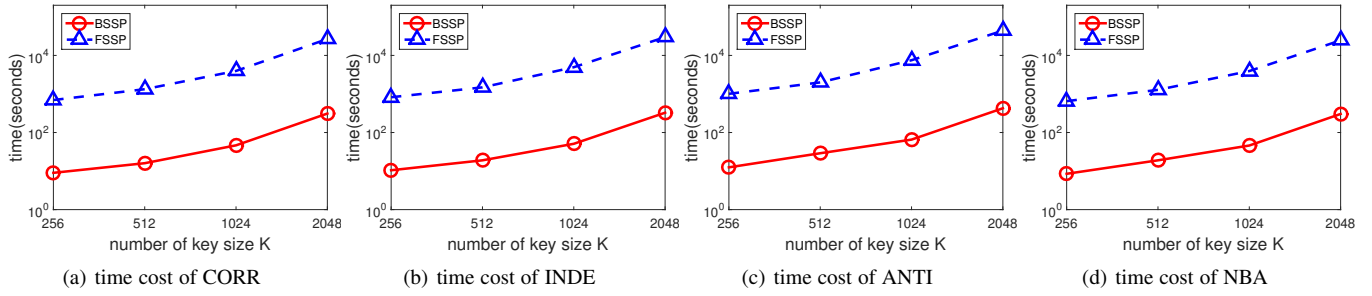 BSSP
FSSP
time(seconds)
10^4
10^2
10^0
256 512 1024 2048
number of key size K
(a) time cost of CORR
BSSP
FSSP
time(seconds)
10^4
10^2
10^0
256 512 1024 2048
number of key size K
(b) time cost of INDE
BSSP
FSSP
time(seconds)
10^4
10^2
10^0
256 512 1024 2048
number of key size K
(c) time cost of ANTI
BSSP
FSSP
time(seconds)
10^4
10^2
10^0
256 512 1024 2048
number of key size K
(d) time cost of NBA